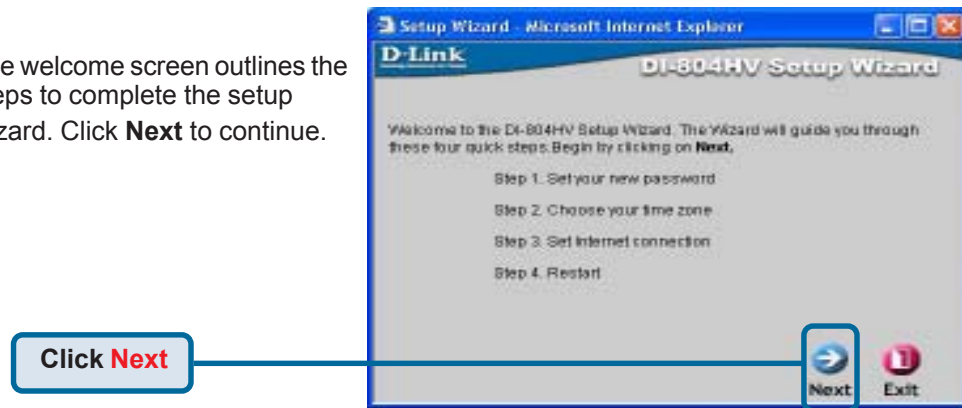 e welcome screen outlines the
eps to complete the setup
zard. Click Next to continue.
Setup Wizard - Microsoft Internet Explorer
D-Link
DI-804HV Setup Wizard
Welcome to the DI-804HV Setup Wizard. The Wizard will guide you through
these four quick steps. Begin by clicking on Next.
Step 1. Set your new password
Step 2. Choose your time zone
Step 3. Set Internet connection
Step 4. Restart
Click Next
Next
Exit